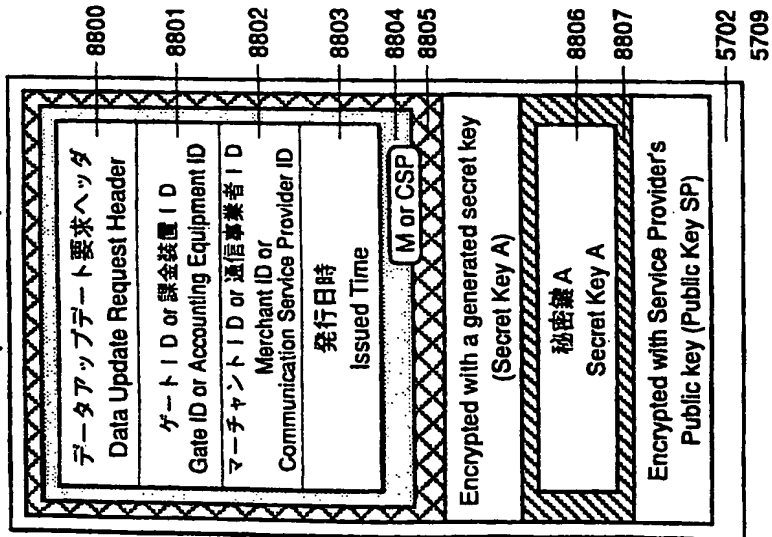 データアップデート要求ヘッダ
Data Update Request Header
8800
ゲートID or 課金装置ID
Gate ID or Accounting Equipment ID
8801
マーチャントID or 通信事業者ID
Merchant ID or
Communication Service Provider ID
8802
発行日時
Issued Time
8803
M or CSP
8804
8805
Encrypted with a generated secret key
(Secret Key A)
秘密鍵A
Secret Key A
8806
8807
Encrypted with Service Provider's
Public key (Public Key SP)
5702
5709